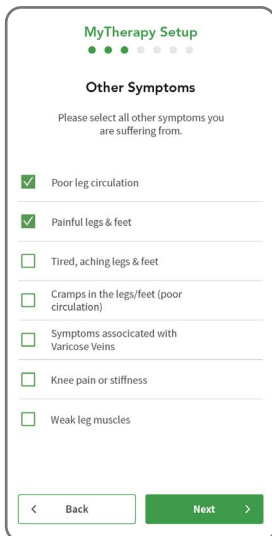 MyTherapy Setup
Other Symptoms
Please select all other symptoms you
are suffering from.
Poor leg circulation
Painful legs & feet
Tired, aching legs & feet
Cramps in the legs/feet (poor
circulation)
Symptoms associcated with
Varicose Veins
Knee pain or stiffness
Weak leg muscles
Back
Next